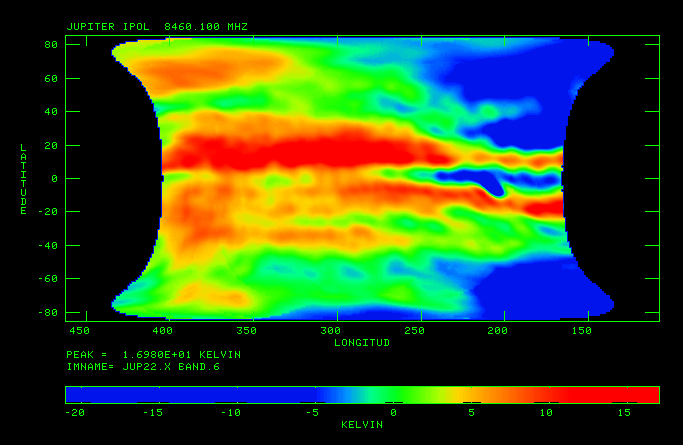 JUPITER IPOL  8460.100 MHZ
80
60
40
20
0
-20
-40
-60
-80
LATITUDE
450 400 350 300 250 200 150
LONGITUD
PEAK =  1.6980E+01 KELVIN
IMNAME= JUP22.X BAND.6
-20 -15 -10 -5 0 5 10 15
KELVIN